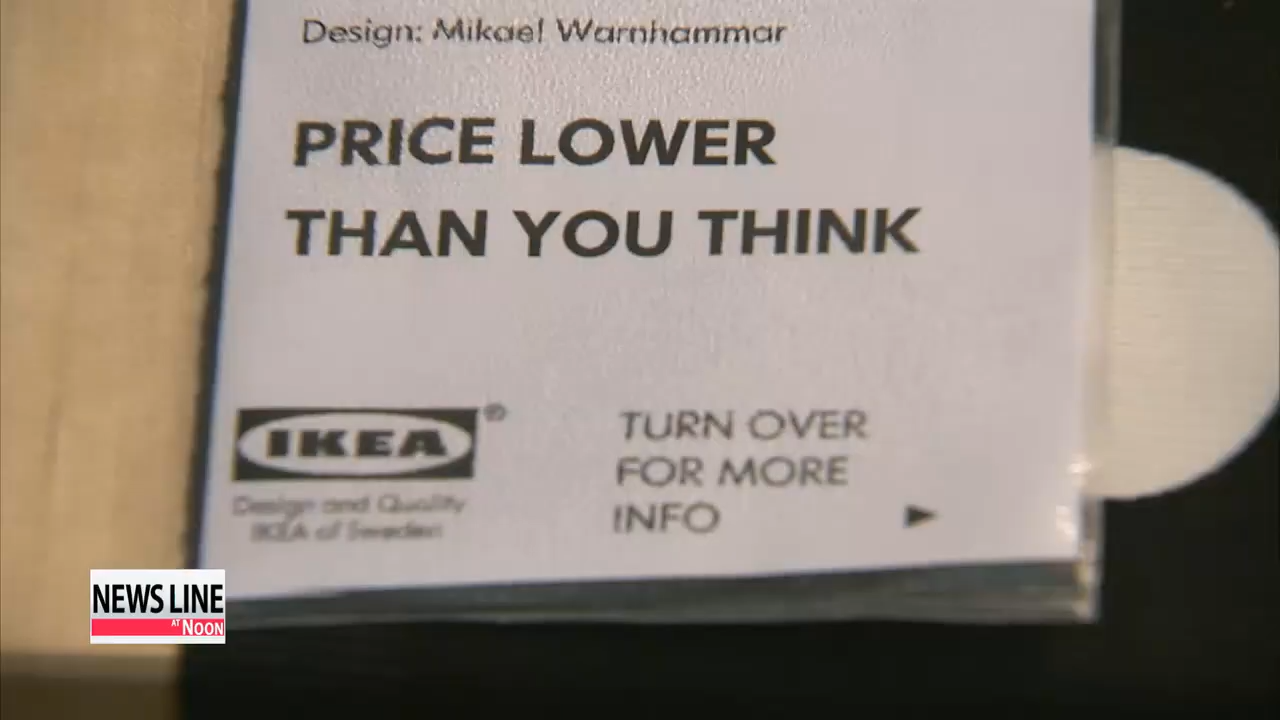 Design: Mikael Warnhammar
PRICE LOWER
THAN YOU THINK
IKEA®
Design and Quality
IKEA of Sweden
TURN OVER
FOR MORE
INFO
NEWS LINE
AT NOON